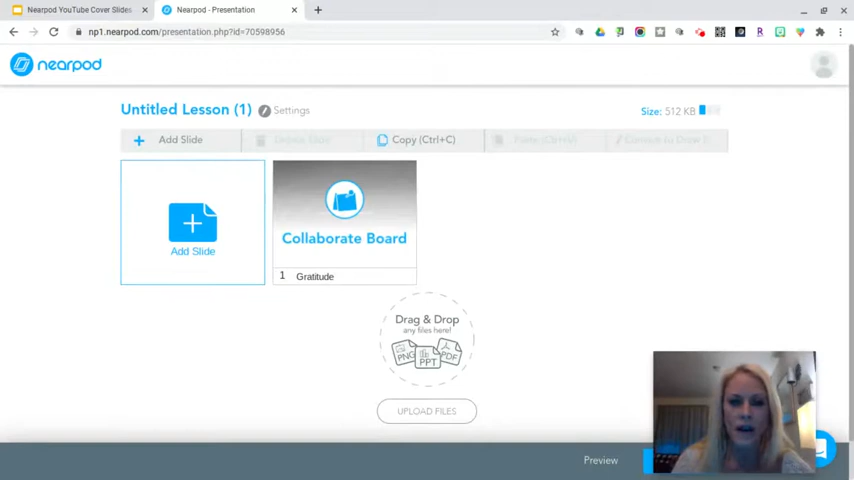 Nearpod YouTube Cover Slides
Nearpod - Presentation
np1.nearpod.com/presentation.php?id=70598956
nearpod
Untitled Lesson (1) Settings
Size: 512 KB
Add Slide
Copy (Ctrl+C)
Add Slide
Collaborate Board
1 Gratitude
Drag & Drop
any files here!
PNG PPT PDF
UPLOAD FILES
Preview